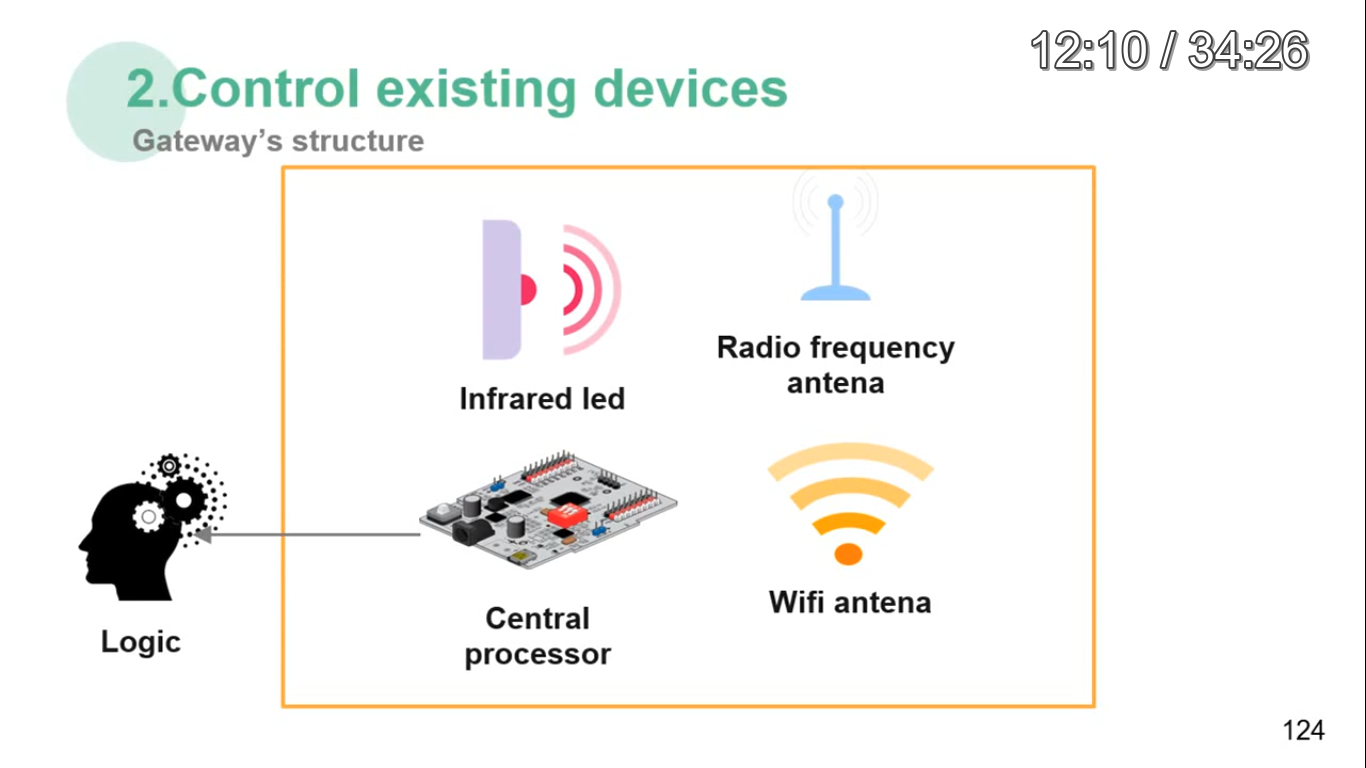 12:10 / 34:26
2.Control existing devices
Gateway's structure
Infrared led
Radio frequency
antena
Logic
Central
processor
Wifi antena
124